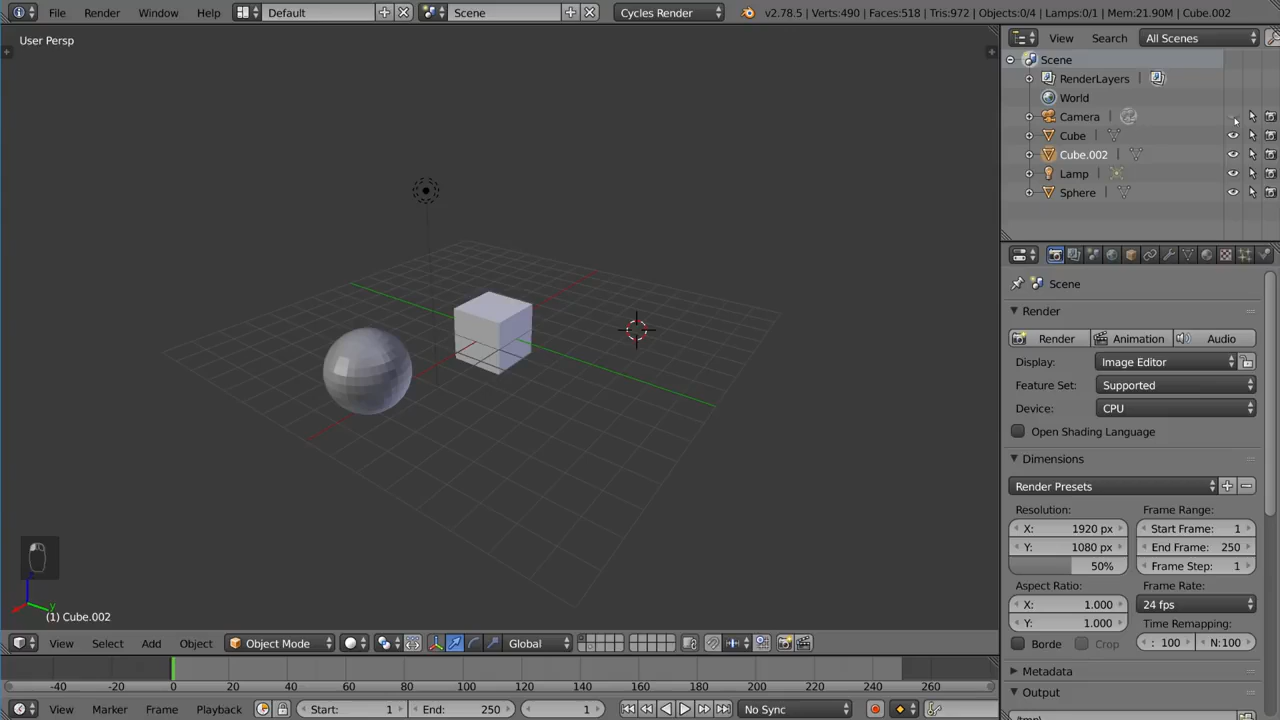 File Render Window Help Default Scene Cycles Render v2.78.5 | Verts:490 | Faces:518 | Tris:972 | Objects:0/4 | Lamps:0/1 | Mem:21.90M | Cube.002
User Persp
View Search All Scenes
Scene
RenderLayers
World
Camera
Cube
Cube.002
Lamp
Sphere
Scene
Render
Render Animation Audio
Display: Image Editor
Feature Set: Supported
Device: CPU
Open Shading Language
Dimensions
Render Presets
Resolution: Frame Range:
X: 1920 px Start Frame: 1
Y: 1080 px End Frame: 250
50% Frame Step: 1
Aspect Ratio: Frame Rate:
X: 1.000 24 fps
Y: 1.000 Time Remapping:
Borde Crop : 100 N:100
Metadata
Output
z
y
(1) Cube.002
View Select Add Object Object Mode Global
-40 -20 0 20 40 60 80 100 120 140 160 180 200 220 240 260
View Marker Frame Playback Start: 1 End: 250 1 No Sync